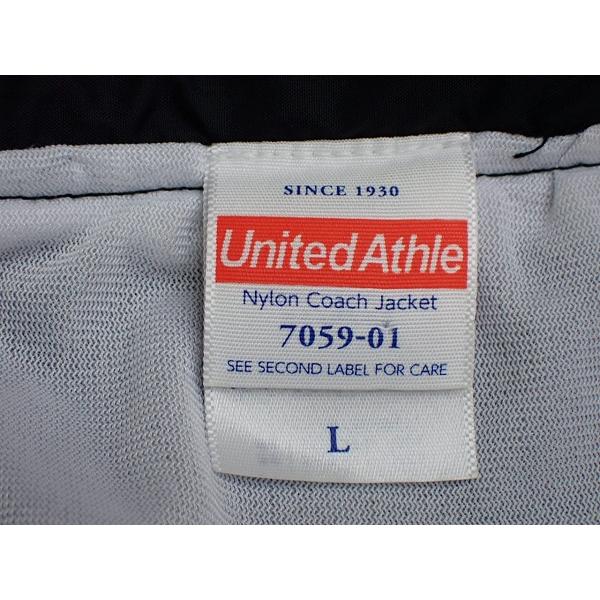 SINCE 1930
United Athle
Nylon Coach Jacket
7059-01
SEE SECOND LABEL FOR CARE
L